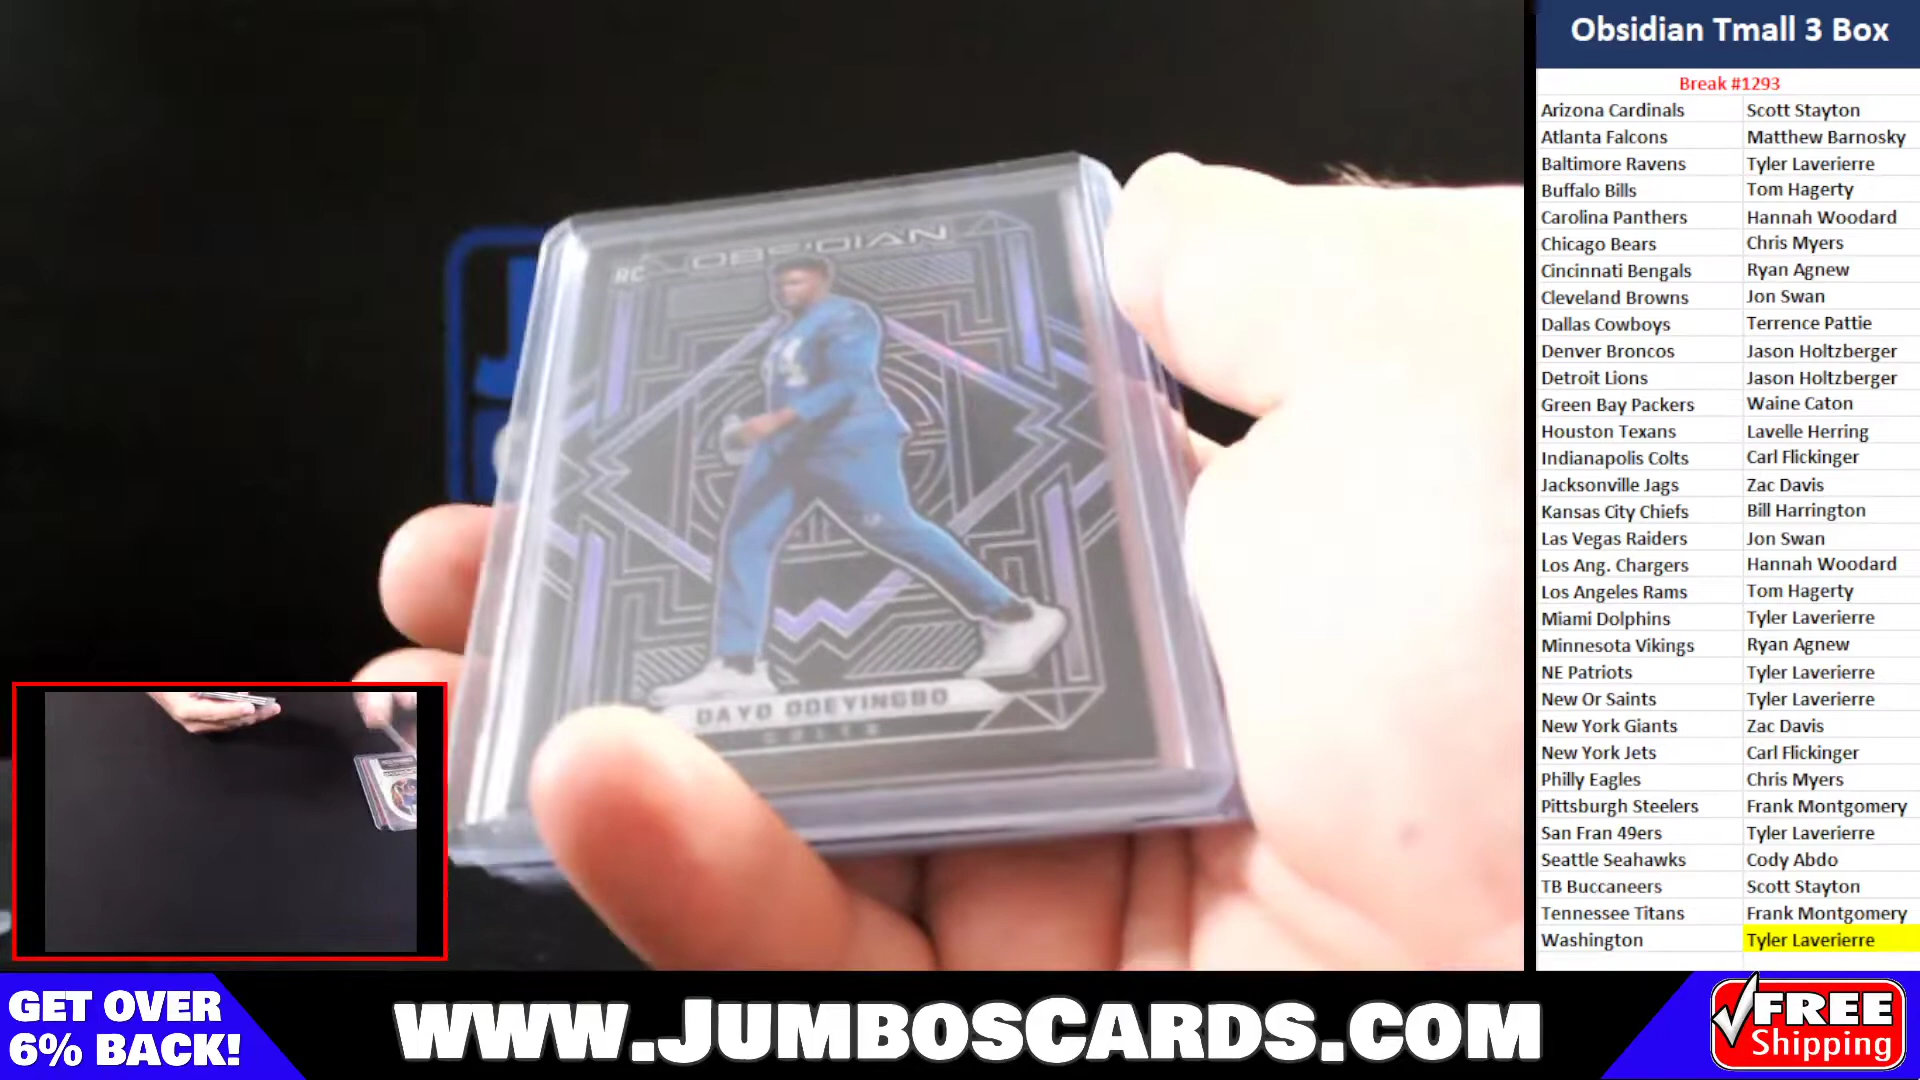 Obsidian Tmall 3 Box
Break #1293
Arizona Cardinals Scott Stayton
Atlanta Falcons Matthew Barnosky
Baltimore Ravens Tyler Laverierre
Buffalo Bills Tom Hagerty
Carolina Panthers Hannah Woodard
Chicago Bears Chris Myers
Cincinnati Bengals Ryan Agnew
Cleveland Browns Jon Swan
Dallas Cowboys Terrence Pattie
Denver Broncos Jason Holtzberger
Detroit Lions Jason Holtzberger
Green Bay Packers Waine Caton
Houston Texans Lavelle Herring
Indianapolis Colts Carl Flickinger
Jacksonville Jags Zac Davis
Kansas City Chiefs Bill Harrington
Las Vegas Raiders Jon Swan
Los Ang. Chargers Hannah Woodard
Los Angeles Rams Tom Hagerty
Miami Dolphins Tyler Laverierre
Minnesota Vikings Ryan Agnew
NE Patriots Tyler Laverierre
New Or Saints Tyler Laverierre
New York Giants Zac Davis
New York Jets Carl Flickinger
Philly Eagles Chris Myers
Pittsburgh Steelers Frank Montgomery
San Fran 49ers Tyler Laverierre
Seattle Seahawks Cody Abdo
TB Buccaneers Scott Stayton
Tennessee Titans Frank Montgomery
Washington Tyler Laverierre
OBSIDIAN
RC
DAYO ODEYINGBO
COLTS
GET OVER
6% BACK!
WWW.JUMBOSCARDS.COM
FREE
Shipping